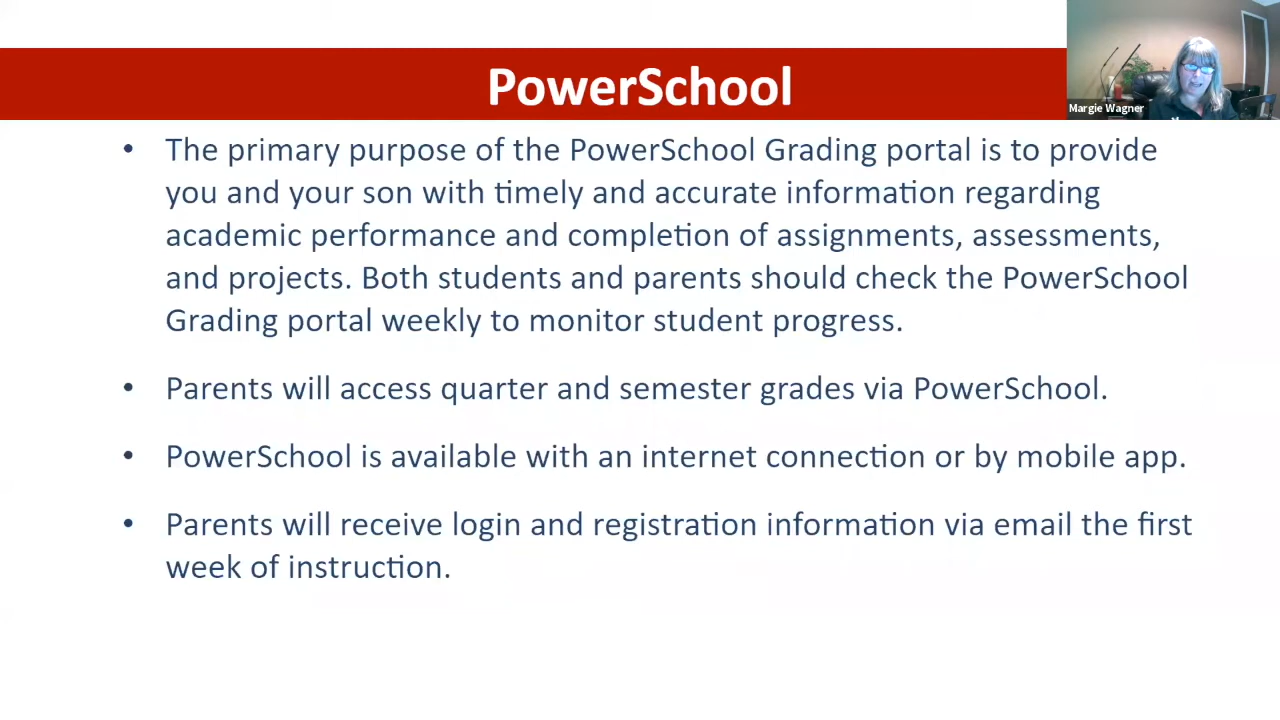 PowerSchool
Margie Wagner
• The primary purpose of the PowerSchool Grading portal is to provide
you and your son with timely and accurate information regarding
academic performance and completion of assignments, assessments,
and projects. Both students and parents should check the PowerSchool
Grading portal weekly to monitor student progress.
• Parents will access quarter and semester grades via PowerSchool.
• PowerSchool is available with an internet connection or by mobile app.
• Parents will receive login and registration information via email the first
week of instruction.